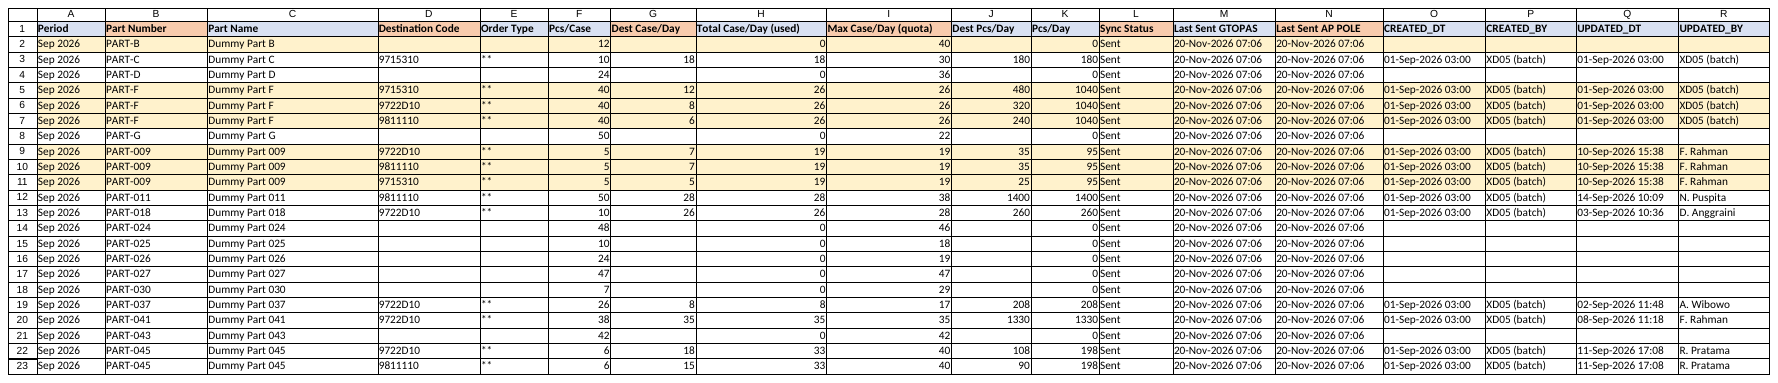 A B C D E F G H I J K L M N O P Q R
1 Period Part Number Part Name Destination Code Order Type Pcs/Case Dest Case/Day Total Case/Day (used) Max Case/Day (quota) Dest Pcs/Day Pcs/Day Sync Status Last Sent GTOPAS Last Sent AP POLE CREATED_DT CREATED_BY UPDATED_DT UPDATED_BY
2 Sep 2026 PART-B Dummy Part B 12 0 40 0 Sent 20-Nov-2026 07:06 20-Nov-2026 07:06
3 Sep 2026 PART-C Dummy Part C 9715310 ** 10 18 18 30 180 180 Sent 20-Nov-2026 07:06 20-Nov-2026 07:06 01-Sep-2026 03:00 XD05 (batch) 01-Sep-2026 03:00 XD05 (batch)
4 Sep 2026 PART-D Dummy Part D 24 0 36 0 Sent 20-Nov-2026 07:06 20-Nov-2026 07:06
5 Sep 2026 PART-F Dummy Part F 9715310 ** 40 12 26 26 480 1040 Sent 20-Nov-2026 07:06 20-Nov-2026 07:06 01-Sep-2026 03:00 XD05 (batch) 01-Sep-2026 03:00 XD05 (batch)
6 Sep 2026 PART-F Dummy Part F 9722D10 ** 40 8 26 26 320 1040 Sent 20-Nov-2026 07:06 20-Nov-2026 07:06 01-Sep-2026 03:00 XD05 (batch) 01-Sep-2026 03:00 XD05 (batch)
7 Sep 2026 PART-F Dummy Part F 9811110 ** 40 6 26 26 240 1040 Sent 20-Nov-2026 07:06 20-Nov-2026 07:06 01-Sep-2026 03:00 XD05 (batch) 01-Sep-2026 03:00 XD05 (batch)
8 Sep 2026 PART-G Dummy Part G 50 0 22 0 Sent 20-Nov-2026 07:06 20-Nov-2026 07:06
9 Sep 2026 PART-009 Dummy Part 009 9722D10 ** 5 7 19 19 35 95 Sent 20-Nov-2026 07:06 20-Nov-2026 07:06 01-Sep-2026 03:00 XD05 (batch) 10-Sep-2026 15:38 F. Rahman
10 Sep 2026 PART-009 Dummy Part 009 9811110 ** 5 7 19 19 35 95 Sent 20-Nov-2026 07:06 20-Nov-2026 07:06 01-Sep-2026 03:00 XD05 (batch) 10-Sep-2026 15:38 F. Rahman
11 Sep 2026 PART-009 Dummy Part 009 9715310 ** 5 5 19 19 25 95 Sent 20-Nov-2026 07:06 20-Nov-2026 07:06 01-Sep-2026 03:00 XD05 (batch) 10-Sep-2026 15:38 F. Rahman
12 Sep 2026 PART-011 Dummy Part 011 9811110 ** 50 28 28 38 1400 1400 Sent 20-Nov-2026 07:06 20-Nov-2026 07:06 01-Sep-2026 03:00 XD05 (batch) 14-Sep-2026 10:09 N. Puspita
13 Sep 2026 PART-018 Dummy Part 018 9722D10 ** 10 26 26 28 260 260 Sent 20-Nov-2026 07:06 20-Nov-2026 07:06 01-Sep-2026 03:00 XD05 (batch) 03-Sep-2026 10:36 D. Anggraini
14 Sep 2026 PART-024 Dummy Part 024 48 0 46 0 Sent 20-Nov-2026 07:06 20-Nov-2026 07:06
15 Sep 2026 PART-025 Dummy Part 025 10 0 18 0 Sent 20-Nov-2026 07:06 20-Nov-2026 07:06
16 Sep 2026 PART-026 Dummy Part 026 24 0 19 0 Sent 20-Nov-2026 07:06 20-Nov-2026 07:06
17 Sep 2026 PART-027 Dummy Part 027 47 0 47 0 Sent 20-Nov-2026 07:06 20-Nov-2026 07:06
18 Sep 2026 PART-030 Dummy Part 030 7 0 29 0 Sent 20-Nov-2026 07:06 20-Nov-2026 07:06
19 Sep 2026 PART-037 Dummy Part 037 9722D10 ** 26 8 8 17 208 208 Sent 20-Nov-2026 07:06 20-Nov-2026 07:06 01-Sep-2026 03:00 XD05 (batch) 02-Sep-2026 11:48 A. Wibowo
20 Sep 2026 PART-041 Dummy Part 041 9722D10 ** 38 35 35 35 1330 1330 Sent 20-Nov-2026 07:06 20-Nov-2026 07:06 01-Sep-2026 03:00 XD05 (batch) 08-Sep-2026 11:18 F. Rahman
21 Sep 2026 PART-043 Dummy Part 043 42 0 42 0 Sent 20-Nov-2026 07:06 20-Nov-2026 07:06
22 Sep 2026 PART-045 Dummy Part 045 9722D10 ** 6 18 33 40 108 198 Sent 20-Nov-2026 07:06 20-Nov-2026 07:06 01-Sep-2026 03:00 XD05 (batch) 11-Sep-2026 17:08 R. Pratama
23 Sep 2026 PART-045 Dummy Part 045 9811110 ** 6 15 33 40 90 198 Sent 20-Nov-2026 07:06 20-Nov-2026 07:06 01-Sep-2026 03:00 XD05 (batch) 11-Sep-2026 17:08 R. Pratama